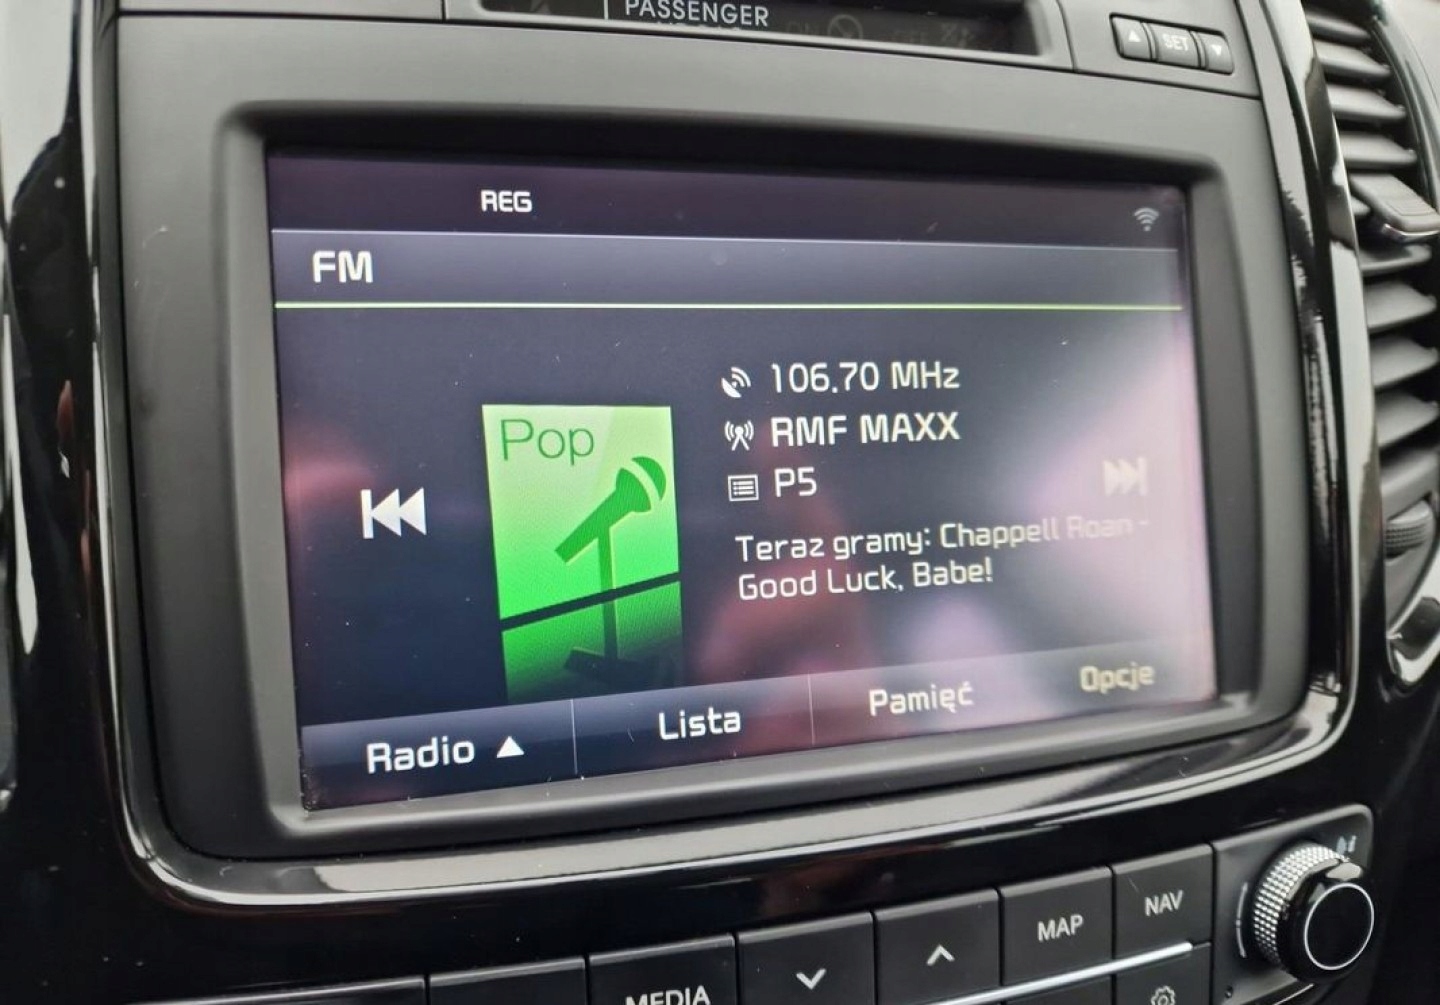 PASSENGER
SET
REG
FM
106.70 MHz
Pop
RMF MAXX
P5
Teraz gramy: Chappell Roan -
Good Luck, Babe!
Radio
Lista
Pamięć
Opcje
MEDIA
MAP
NAV